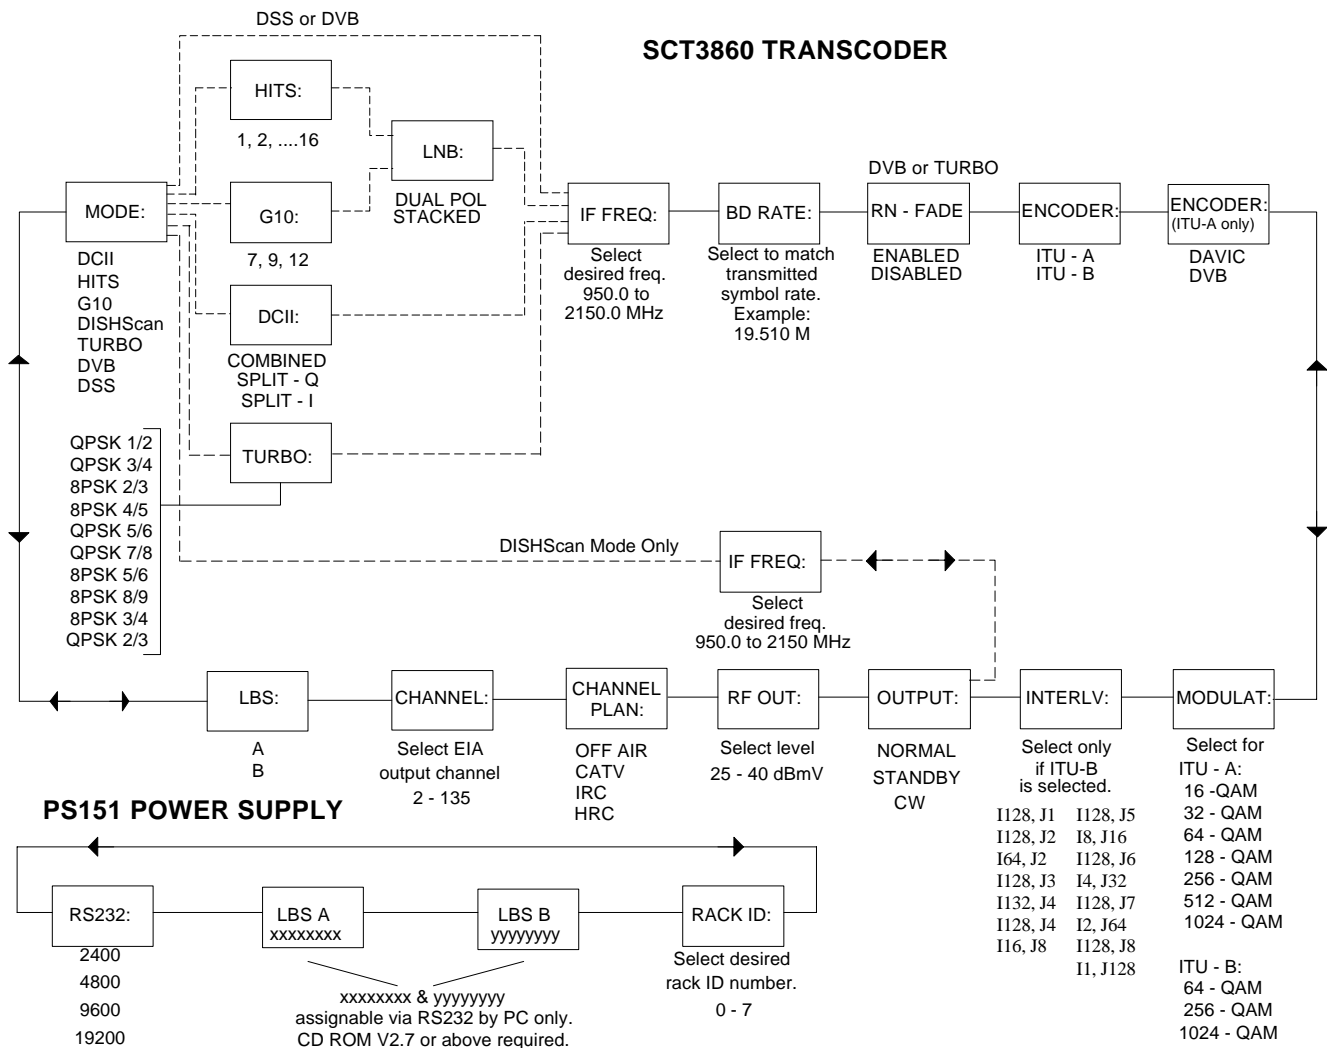 DSS or DVB
SCT3860 TRANSCODER
HITS:
1, 2, ....16
LNB:
DUAL POL
STACKED
MODE:
DCII
HITS
G10
DISHScan
TURBO
DVB
DSS
G10:
7, 9, 12
DCII:
COMBINED
SPLIT - Q
SPLIT - I
TURBO:
QPSK 1/2
QPSK 3/4
8PSK 2/3
8PSK 4/5
QPSK 5/6
QPSK 7/8
8PSK 5/6
8PSK 8/9
8PSK 3/4
QPSK 2/3
IF FREQ:
Select
desired freq.
950.0 to
2150.0 MHz
BD RATE:
Select to match
transmitted
symbol rate.
Example:
19.510 M
DVB or TURBO
RN - FADE
ENABLED
DISABLED
ENCODER:
ITU - A
ITU - B
ENCODER:
(ITU-A only)
DAVIC
DVB
DISHScan Mode Only
IF FREQ:
Select
desired freq.
950.0 to 2150 MHz
LBS:
A
B
CHANNEL:
Select EIA
output channel
2 - 135
CHANNEL
PLAN:
OFF AIR
CATV
IRC
HRC
RF OUT:
Select level
25 - 40 dBmV
OUTPUT:
NORMAL
STANDBY
CW
INTERLV:
Select only
if ITU-B
is selected.
I128, J1 I128, J5
I128, J2 I8, J16
I64, J2 I128, J6
I128, J3 I4, J32
I132, J4 I128, J7
I128, J4 I2, J64
I16, J8 I128, J8
I1, J128
MODULAT:
Select for
ITU - A:
16 -QAM
32 - QAM
64 - QAM
128 - QAM
256 - QAM
512 - QAM
1024 - QAM
ITU - B:
64 - QAM
256 - QAM
1024 - QAM
PS151 POWER SUPPLY
RS232:
2400
4800
9600
19200
LBS A
xxxxxxxx
LBS B
yyyyyyyy
xxxxxxxx & yyyyyyyy
assignable via RS232 by PC only.
CD ROM V2.7 or above required.
RACK ID:
Select desired
rack ID number.
0 - 7